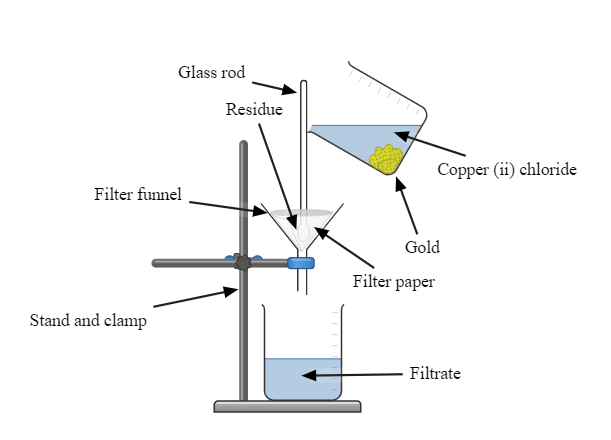 Glass rod
Residue
Copper (ii) chloride
Filter funnel
Gold
Filter paper
Stand and clamp
Filtrate